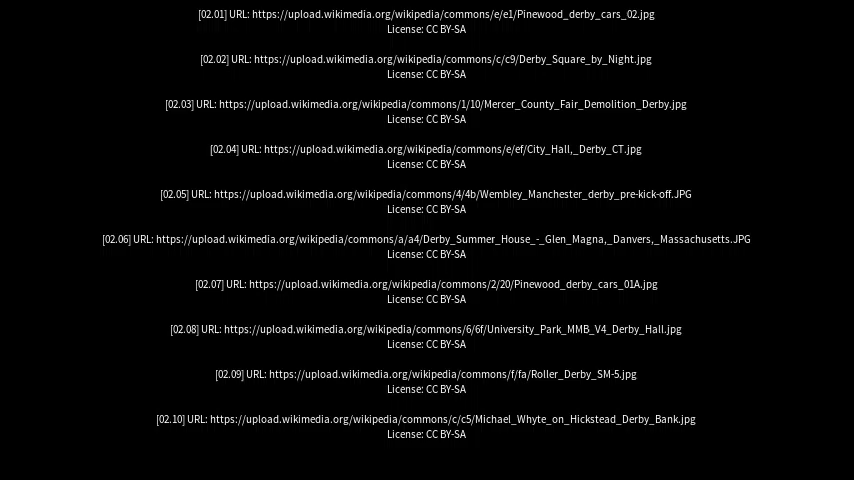 [02.01] URL: https://upload.wikimedia.org/wikipedia/commons/e/e1/Pinewood_derby_cars_02.jpg
License: CC BY-SA
[02.02] URL: https://upload.wikimedia.org/wikipedia/commons/c/c9/Derby_Square_by_Night.jpg
License: CC BY-SA
[02.03] URL: https://upload.wikimedia.org/wikipedia/commons/1/10/Mercer_County_Fair_Demolition_Derby.jpg
License: CC BY-SA
[02.04] URL: https://upload.wikimedia.org/wikipedia/commons/e/ef/City_Hall,_Derby_CT.jpg
License: CC BY-SA
[02.05] URL: https://upload.wikimedia.org/wikipedia/commons/4/4b/Wembley_Manchester_derby_pre-kick-off.JPG
License: CC BY-SA
[02.06] URL: https://upload.wikimedia.org/wikipedia/commons/a/a4/Derby_Summer_House_-_Glen_Magna,_Danvers,_Massachusetts.JPG
License: CC BY-SA
[02.07] URL: https://upload.wikimedia.org/wikipedia/commons/2/20/Pinewood_derby_cars_01A.jpg
License: CC BY-SA
[02.08] URL: https://upload.wikimedia.org/wikipedia/commons/6/6f/University_Park_MMB_V4_Derby_Hall.jpg
License: CC BY-SA
[02.09] URL: https://upload.wikimedia.org/wikipedia/commons/f/fa/Roller_Derby_SM-5.jpg
License: CC BY-SA
[02.10] URL: https://upload.wikimedia.org/wikipedia/commons/c/c5/Michael_Whyte_on_Hickstead_Derby_Bank.jpg
License: CC BY-SA